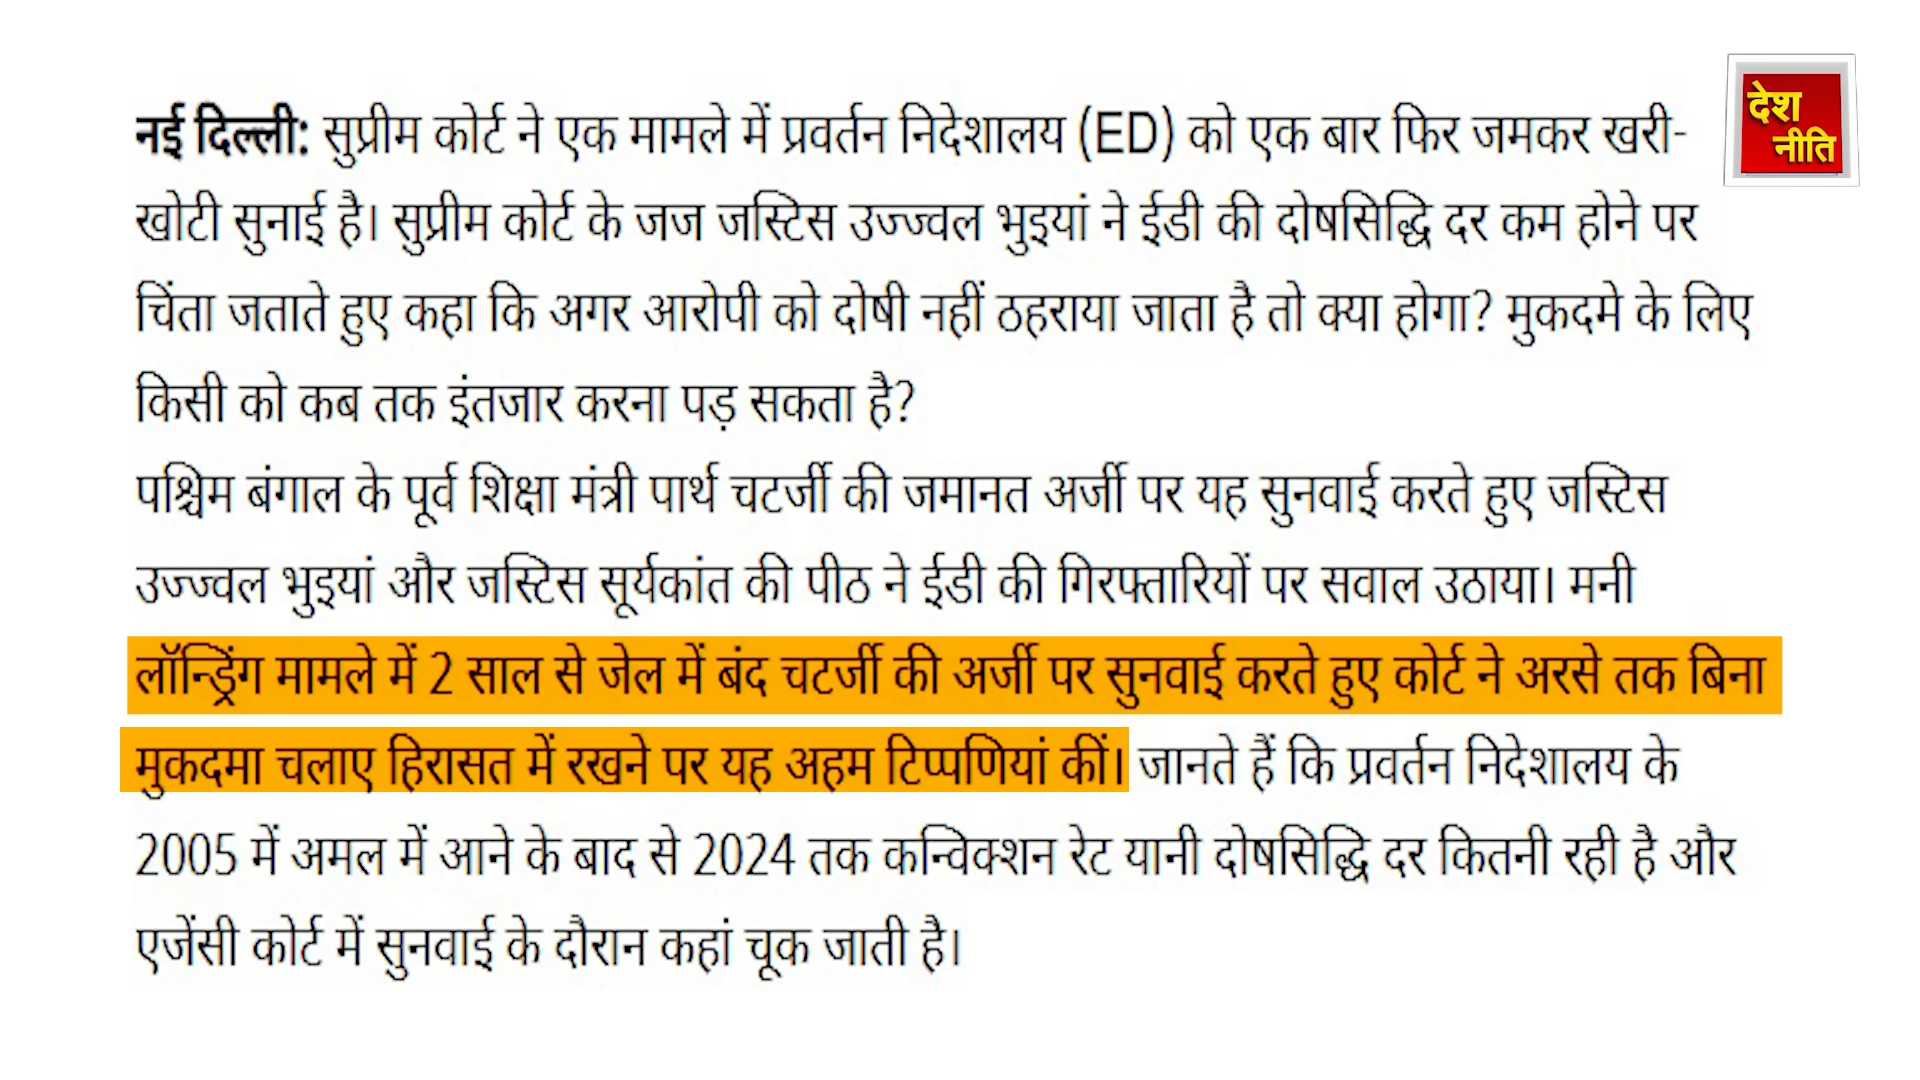 देश
नीति
नई दिल्ली: सुप्रीम कोर्ट ने एक मामले में प्रवर्तन निदेशालय (ED) को एक बार फिर जमकर खरी-
खोटी सुनाई है। सुप्रीम कोर्ट के जज जस्टिस उज्ज्वल भुइयां ने ईडी की दोषसिद्धि दर कम होने पर
चिंता जताते हुए कहा कि अगर आरोपी को दोषी नहीं ठहराया जाता है तो क्या होगा? मुकदमे के लिए
किसी को कब तक इंतजार करना पड़ सकता है?
पश्चिम बंगाल के पूर्व शिक्षा मंत्री पार्थ चटर्जी की जमानत अर्जी पर यह सुनवाई करते हुए जस्टिस
उज्ज्वल भुइयां और जस्टिस सूर्यकांत की पीठ ने ईडी की गिरफ्तारियों पर सवाल उठाया। मनी
लॉन्ड्रिंग मामले में 2 साल से जेल में बंद चटर्जी की अर्जी पर सुनवाई करते हुए कोर्ट ने अरसे तक बिना
मुकदमा चलाए हिरासत में रखने पर यह अहम टिप्पणियां कीं। जानते हैं कि प्रवर्तन निदेशालय के
2005 में अमल में आने के बाद से 2024 तक कन्विक्शन रेट यानी दोषसिद्धि दर कितनी रही है और
एजेंसी कोर्ट में सुनवाई के दौरान कहां चूक जाती है।